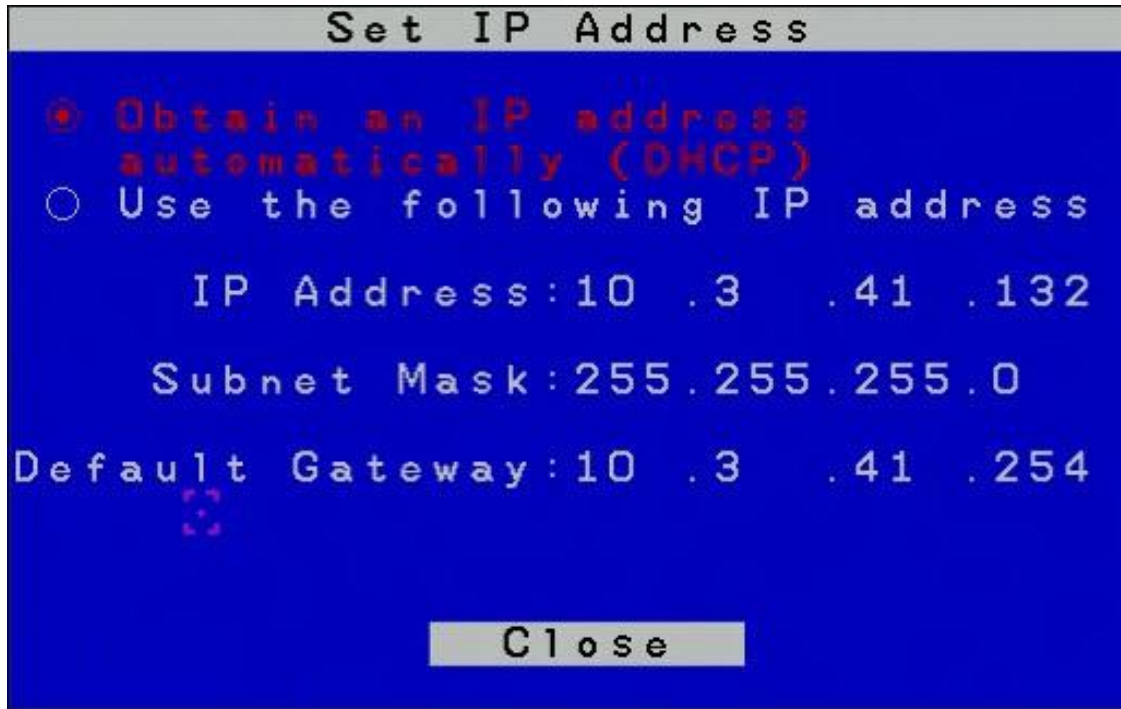 Set IP Address
Obtain an IP address
automatically (DHCP)
Use the following IP address
IP Address:10 .3 .41 .132
Subnet Mask:255.255.255.0
Default Gateway:10 .3 .41 .254
Close